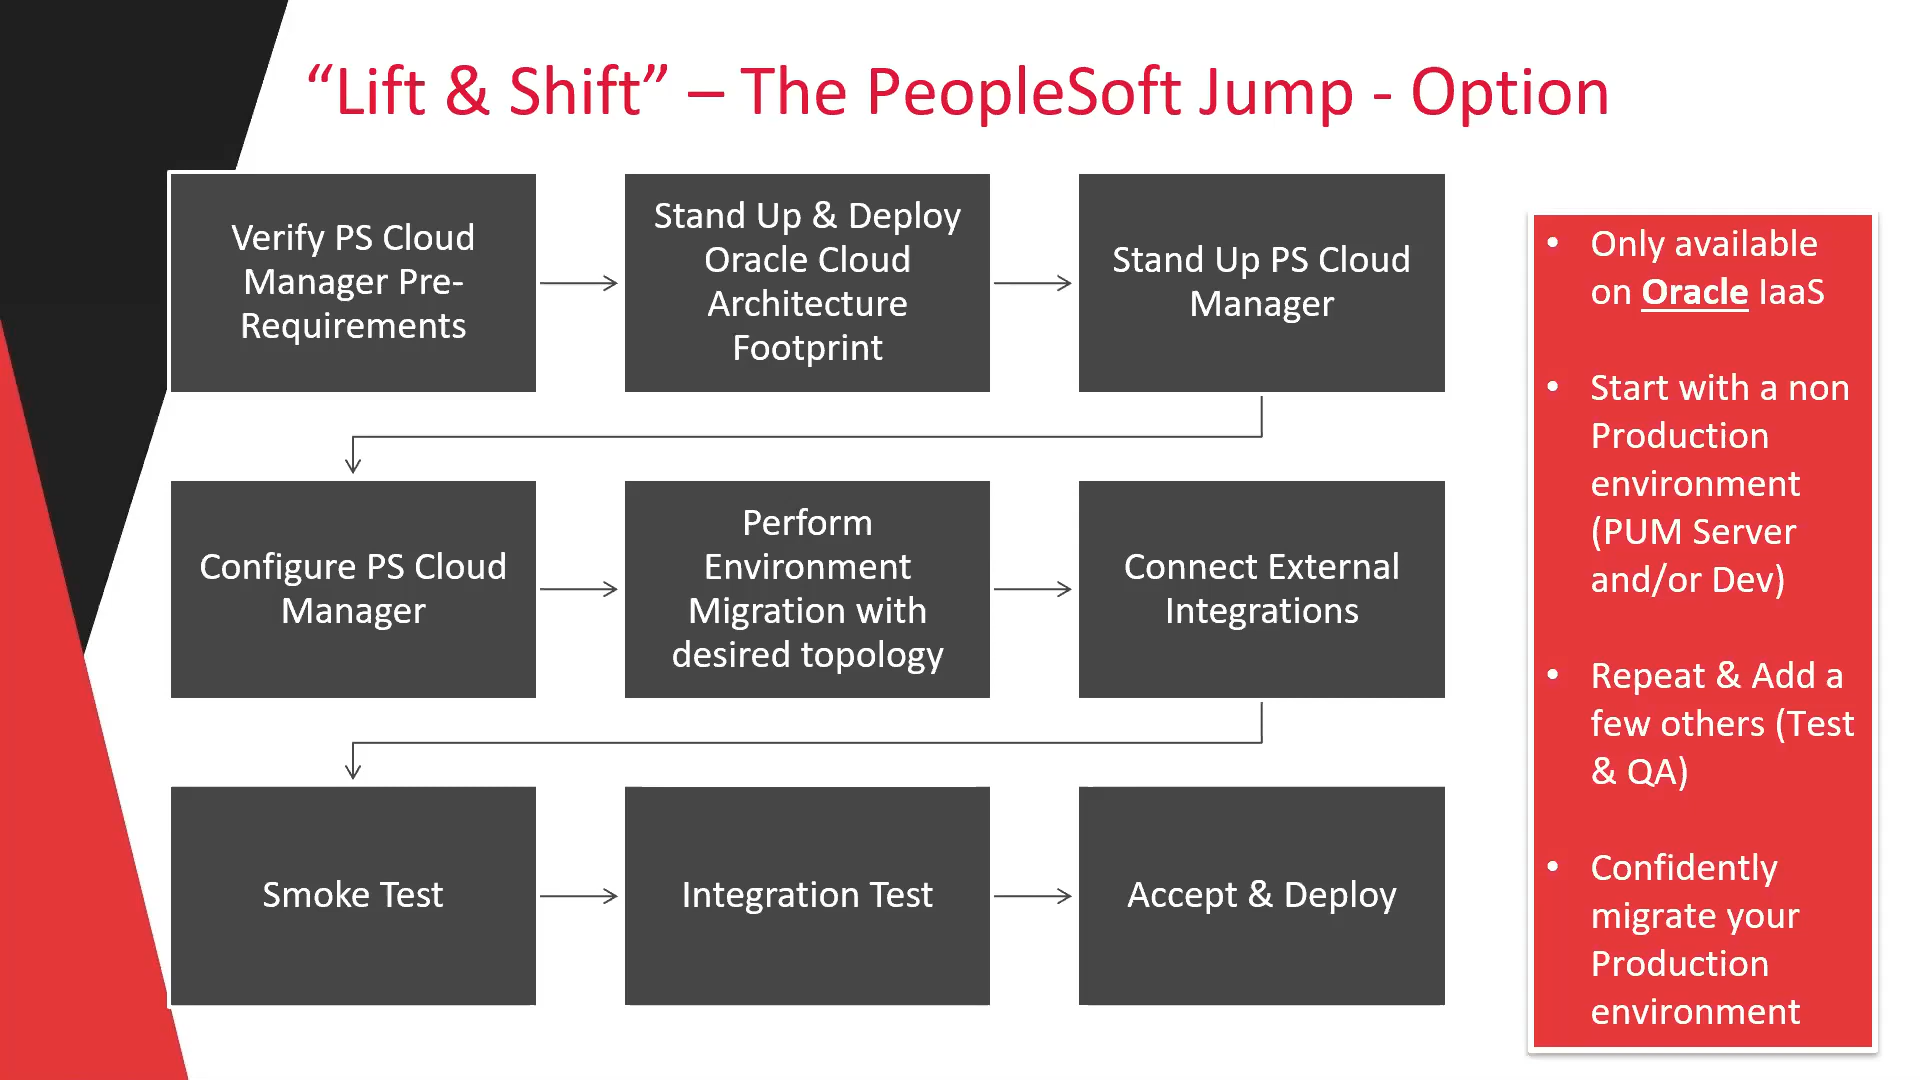 “Lift & Shift” – The PeopleSoft Jump - Option
Verify PS Cloud
Manager Pre-
Requirements
Stand Up & Deploy
Oracle Cloud
Architecture
Footprint
Stand Up PS Cloud
Manager
Configure PS Cloud
Manager
Perform
Environment
Migration with
desired topology
Connect External
Integrations
Smoke Test
Integration Test
Accept & Deploy
• Only available
on Oracle IaaS
• Start with a non
Production
environment
(PUM Server
and/or Dev)
• Repeat & Add a
few others (Test
& QA)
• Confidently
migrate your
Production
environment